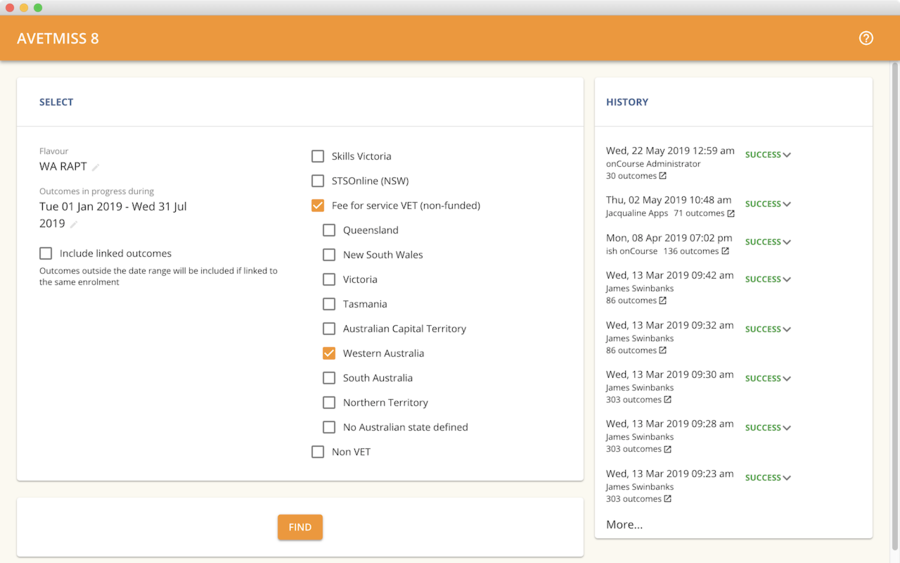 AVETMISS 8
SELECT
Flavour
WA RAPT
Outcomes in progress during
Tue 01 Jan 2019 - Wed 31 Jul
2019
Include linked outcomes
Outcomes outside the date range will be included if linked to
the same enrolment
Skills Victoria
STSOnline (NSW)
Fee for service VET (non-funded)
Queensland
New South Wales
Victoria
Tasmania
Australian Capital Territory
Western Australia
South Australia
Northern Territory
No Australian state defined
Non VET
FIND
HISTORY
Wed, 22 May 2019 12:59 am
onCourse Administrator
30 outcomes
SUCCESS
Thu, 02 May 2019 10:48 am
Jacqualine Apps 71 outcomes
SUCCESS
Mon, 08 Apr 2019 07:02 pm
ish onCourse 136 outcomes
SUCCESS
Wed, 13 Mar 2019 09:42 am
James Swinbanks
86 outcomes
SUCCESS
Wed, 13 Mar 2019 09:32 am
James Swinbanks
86 outcomes
SUCCESS
Wed, 13 Mar 2019 09:30 am
James Swinbanks
303 outcomes
SUCCESS
Wed, 13 Mar 2019 09:28 am
James Swinbanks
303 outcomes
SUCCESS
Wed, 13 Mar 2019 09:23 am
James Swinbanks
303 outcomes
SUCCESS
More...